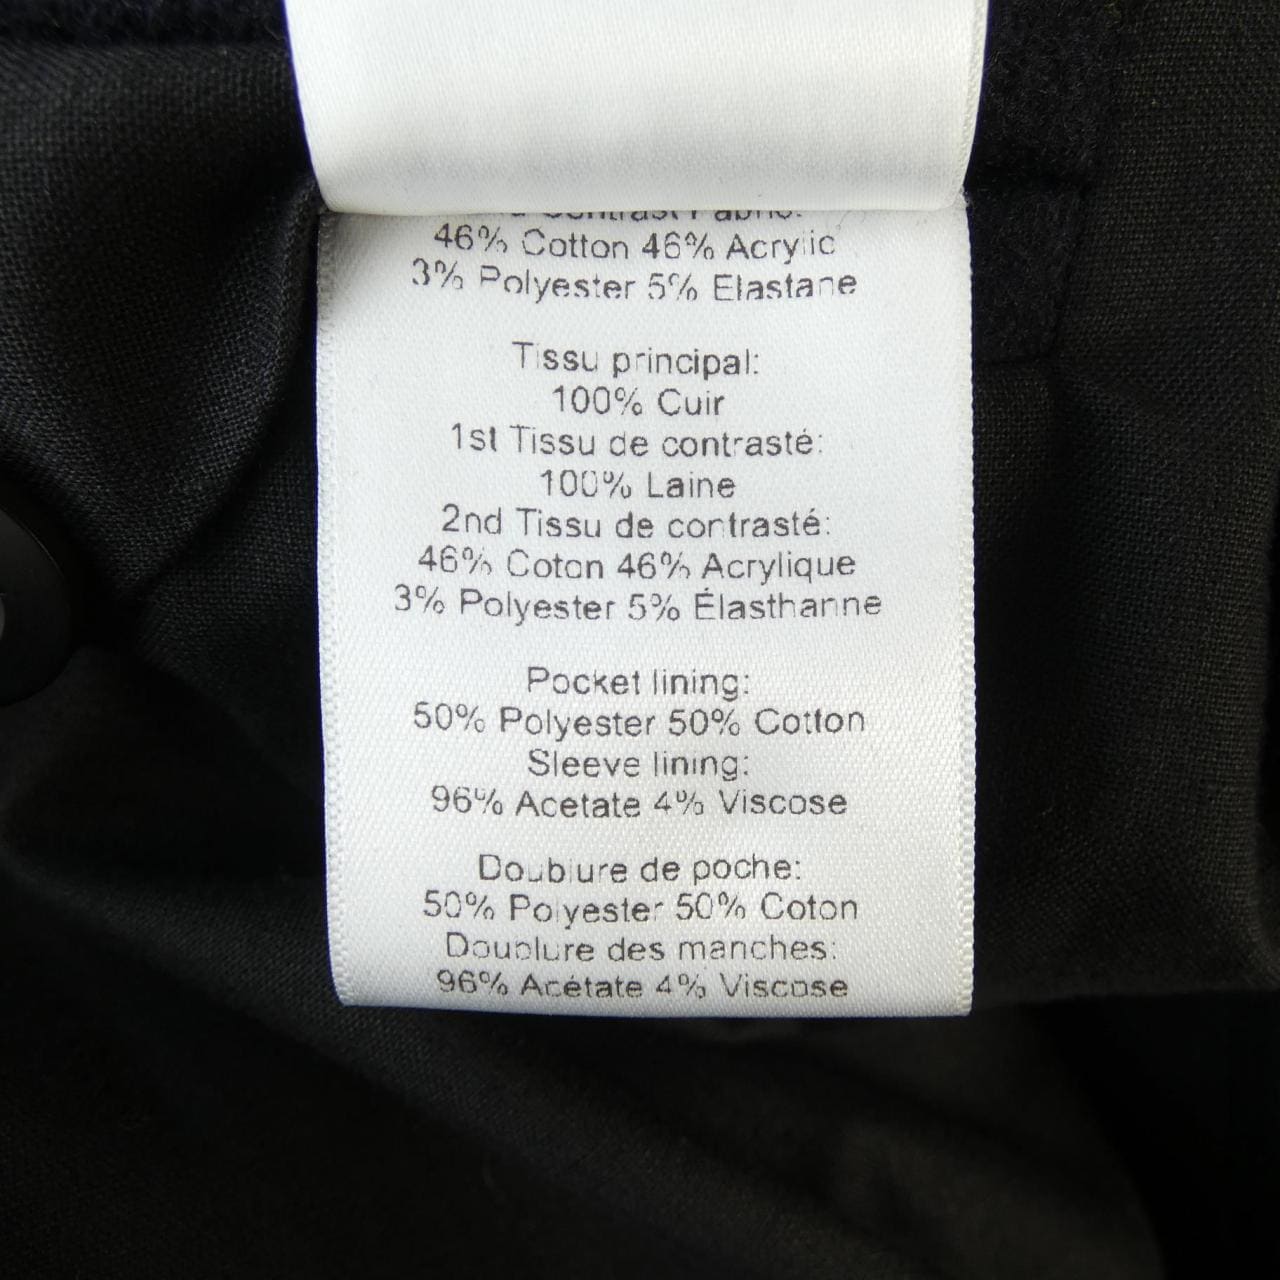 Contrast Fabric:
46% Cotton 46% Acrylic
3% Polyester 5% Elastane
Tissu principal:
100% Cuir
1st Tissu de contrasté:
100% Laine
2nd Tissu de contrasté:
46% Coton 46% Acrylique
3% Polyester 5% Élasthanne
Pocket lining:
50% Polyester 50% Cotton
Sleeve lining:
96% Acetate 4% Viscose
Doublure de poche:
50% Polyester 50% Coton
Doublure des manches:
96% Acétate 4% Viscose